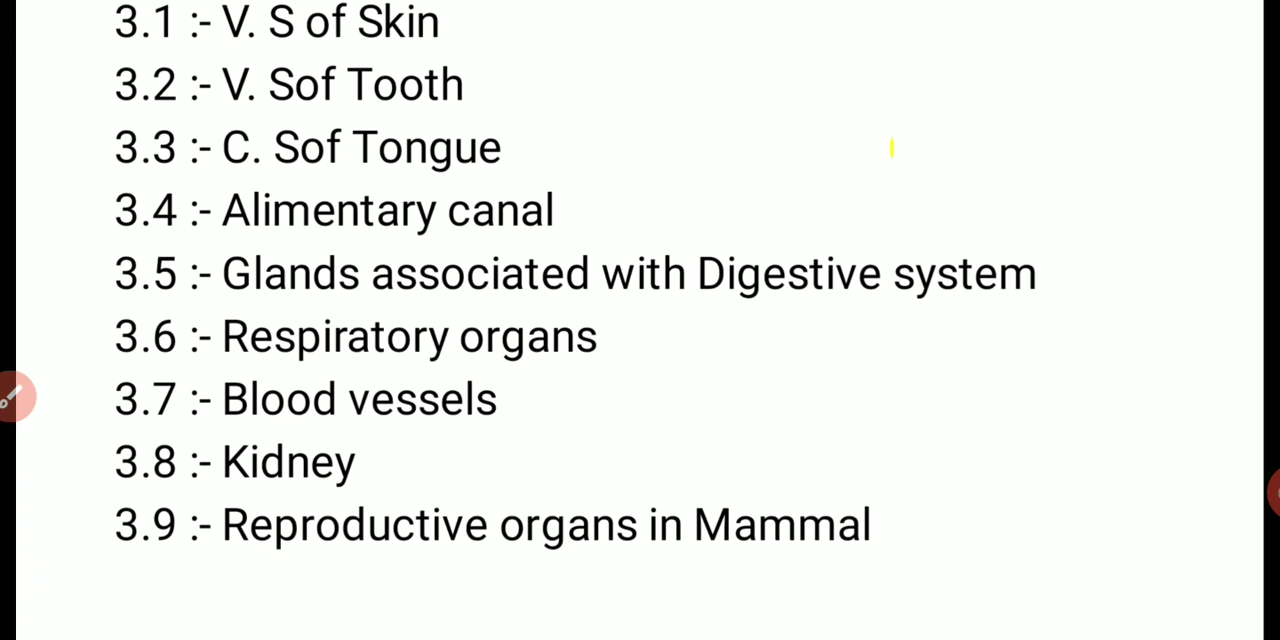 3.1 :- V. S of Skin
3.2 :- V. Sof Tooth
3.3 :- C. Sof Tongue
3.4 :- Alimentary canal
3.5 :- Glands associated with Digestive system
3.6 :- Respiratory organs
3.7 :- Blood vessels
3.8 :- Kidney
3.9 :- Reproductive organs in Mammal